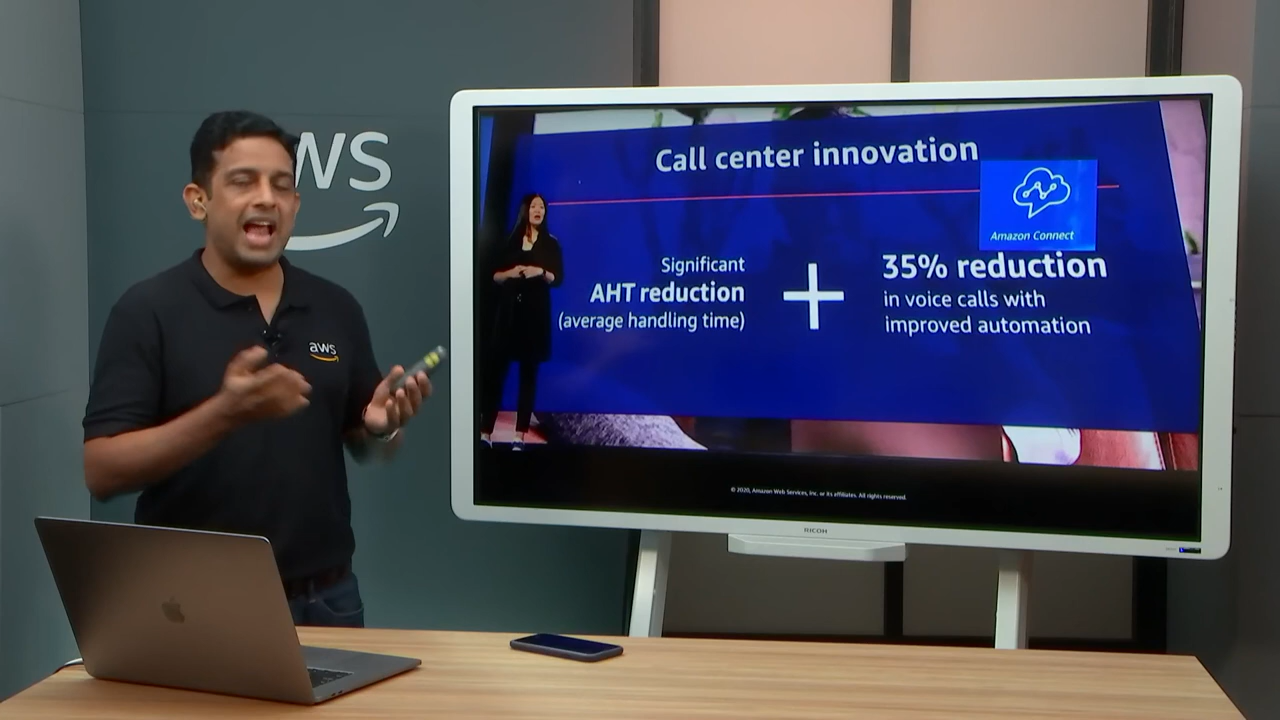 aws
aws
Call center innovation
Amazon Connect
Significant
AHT reduction
(average handling time)
35% reduction
in voice calls with
improved automation
© 2020, Amazon Web Services, Inc. or its affiliates. All rights reserved.
RICOH